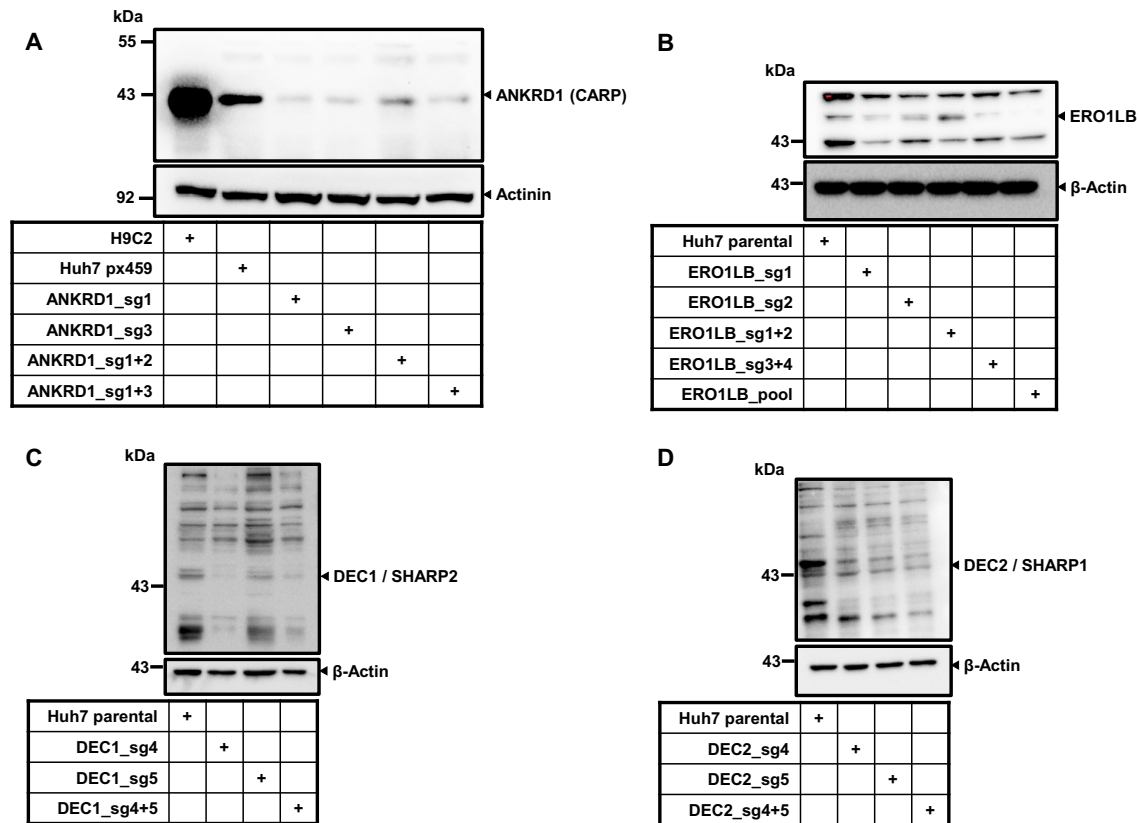 A
kDa
55
43
ANKRD1 (CARP)
92
Actinin
H9C2 +
Huh7 px459 +
ANKRD1_sg1 +
ANKRD1_sg3 +
ANKRD1_sg1+2 +
ANKRD1_sg1+3 +
B
kDa
ERO1LB
43
43
β-Actin
Huh7 parental +
ERO1LB_sg1 +
ERO1LB_sg2 +
ERO1LB_sg1+2 +
ERO1LB_sg3+4 +
ERO1LB_pool +
C
kDa
DEC1 / SHARP2
43
43
β-Actin
Huh7 parental +
DEC1_sg4 +
DEC1_sg5 +
DEC1_sg4+5 +
D
kDa
DEC2 / SHARP1
43
43
β-Actin
Huh7 parental +
DEC2_sg4 +
DEC2_sg5 +
DEC2_sg4+5 +